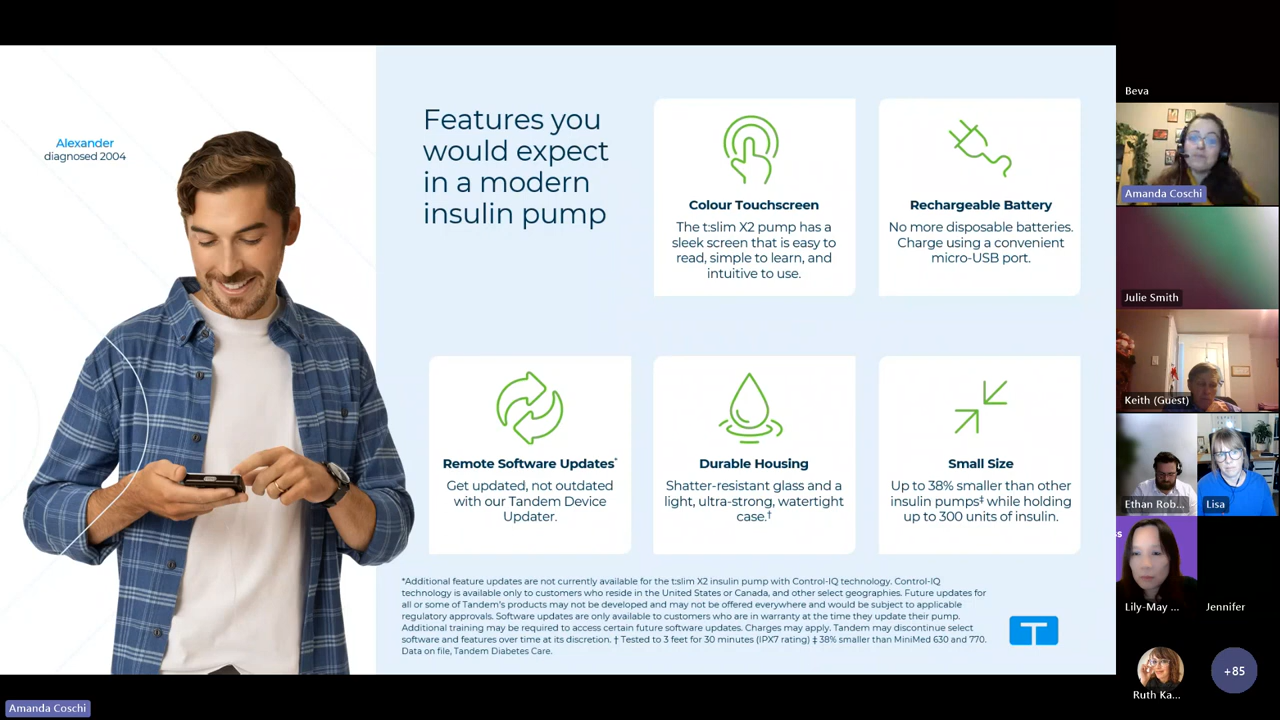 Alexander
diagnosed 2004
Features you
would expect
in a modern
insulin pump
Colour Touchscreen
The t:slim X2 pump has a
sleek screen that is easy to
read, simple to learn, and
intuitive to use.
Rechargeable Battery
No more disposable batteries.
Charge using a convenient
micro-USB port.
Remote Software Updates*
Get updated, not outdated
with our Tandem Device
Updater.
Durable Housing
Shatter-resistant glass and a
light, ultra-strong, watertight
case.†
Small Size
Up to 38% smaller than other
insulin pumps‡ while holding
up to 300 units of insulin.
*Additional feature updates are not currently available for the t:slim X2 insulin pump with Control-IQ technology. Control-IQ
technology is available only to customers who reside in the United States or Canada, and other select geographies. Future updates for
all or some of Tandem's products may not be developed and may not be offered everywhere and would be subject to applicable
regulatory approvals. Software updates are only available to customers who are in warranty at the time they update their pump.
Additional training may be required to access certain future software updates. Charges may apply. Tandem may discontinue select
software and features over time at its discretion. † Tested to 3 feet for 30 minutes (IPX7 rating) ‡ 38% smaller than MiniMed 630 and 770.
Data on file, Tandem Diabetes Care.
Beva
Amanda Coschi
Julie Smith
Keith (Guest)
Ethan Rob...
Lisa
Lily-May ...
Jennifer
Ruth Ka...
+85
Amanda Coschi